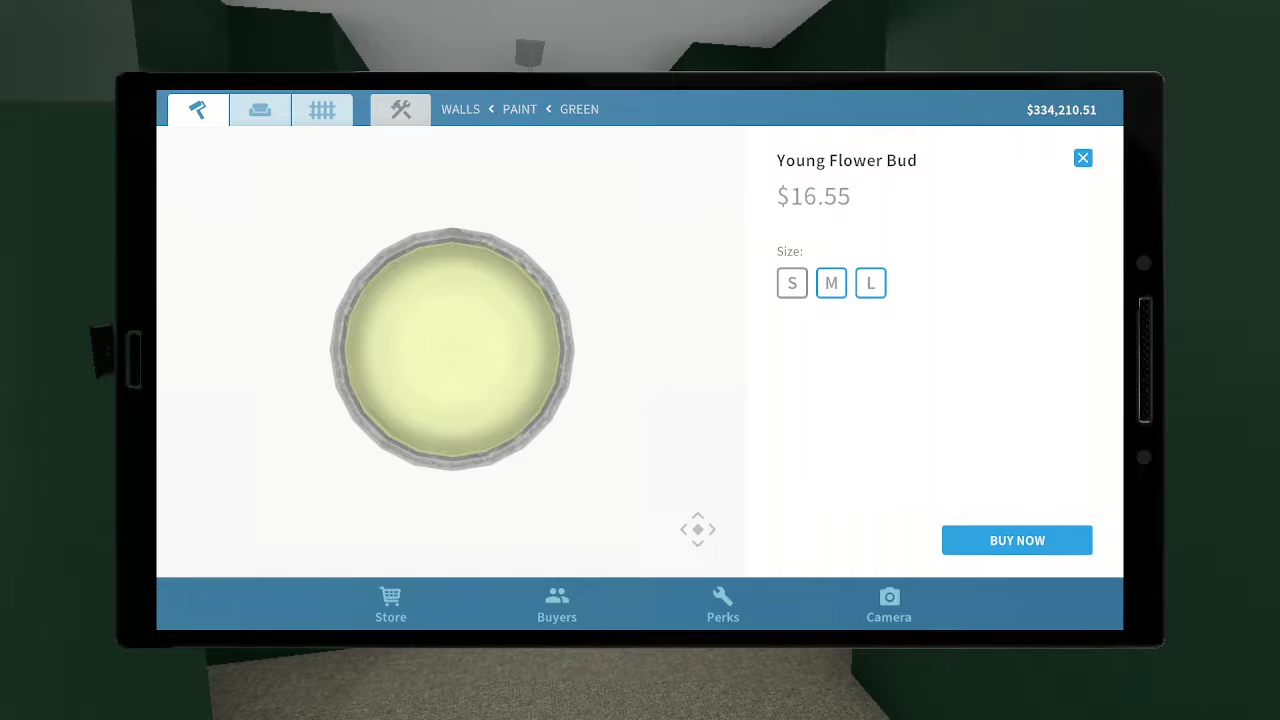 WALLS < PAINT < GREEN
$334,210.51
Young Flower Bud
$16.55
Size:
S M L
BUY NOW
Store Buyers Perks Camera